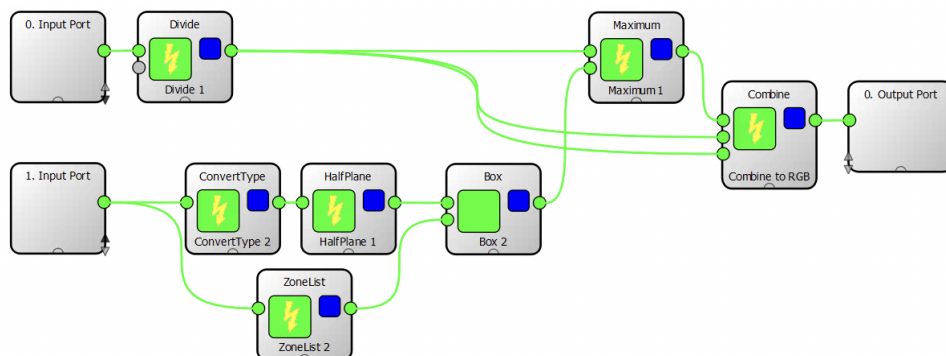 0. Input Port
Divide
Divide 1
Maximum
Maximum 1
Combine
Combine to RGB
0. Output Port
1. Input Port
ConvertType
ConvertType 2
HalfPlane
HalfPlane 1
Box
Box 2
ZoneList
ZoneList 2